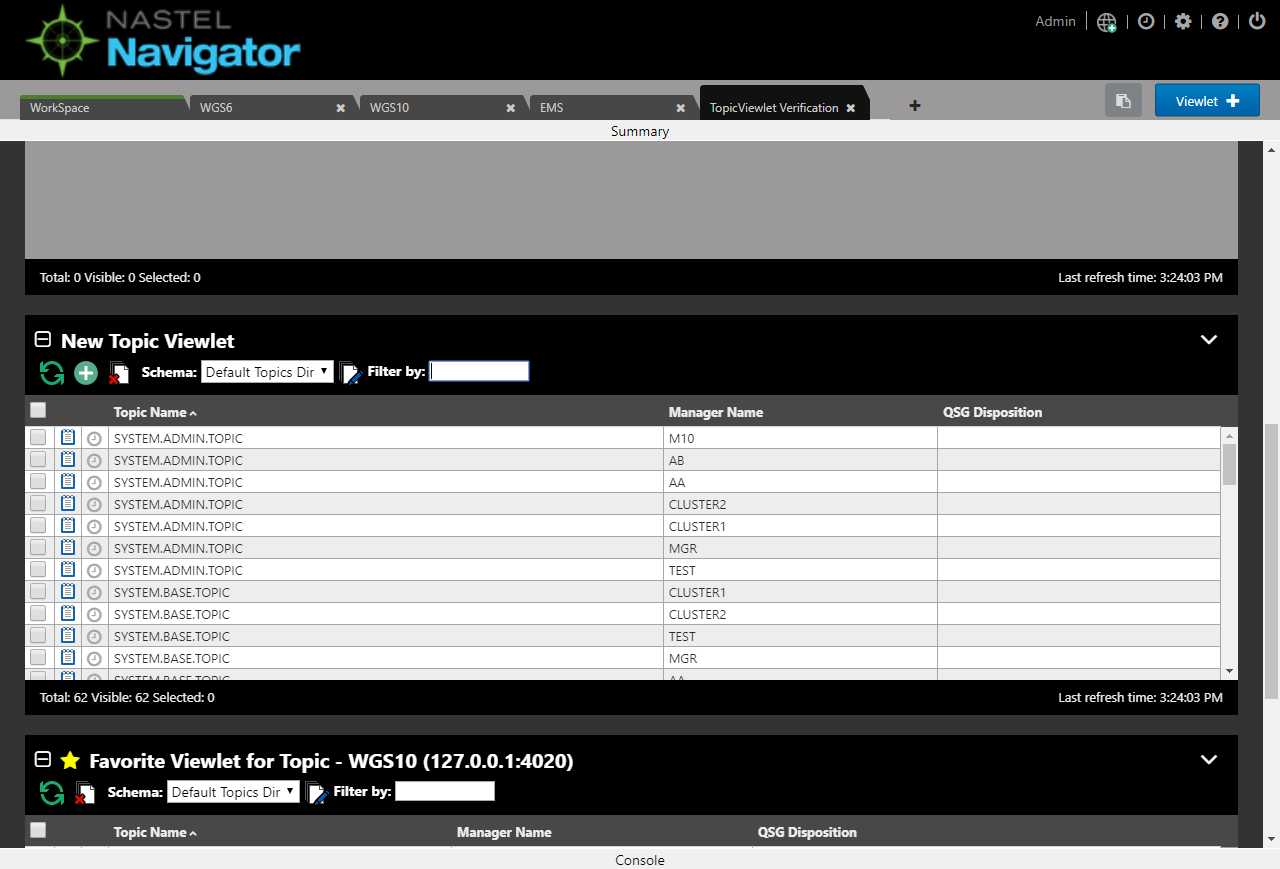 NASTEL
Navigator
Admin
WorkSpace
WGS6
WGS10
EMS
TopicViewlet Verification
Viewlet
Summary
Total: 0 Visible: 0 Selected: 0
Last refresh time: 3:24:03 PM
New Topic Viewlet
Schema: Default Topics Dir Filter by:
Topic Name Manager Name QSG Disposition
SYSTEM.ADMIN.TOPIC M10
SYSTEM.ADMIN.TOPIC AB
SYSTEM.ADMIN.TOPIC AA
SYSTEM.ADMIN.TOPIC CLUSTER2
SYSTEM.ADMIN.TOPIC CLUSTER1
SYSTEM.ADMIN.TOPIC MGR
SYSTEM.ADMIN.TOPIC TEST
SYSTEM.BASE.TOPIC CLUSTER1
SYSTEM.BASE.TOPIC CLUSTER2
SYSTEM.BASE.TOPIC TEST
SYSTEM.BASE.TOPIC MGR
SYSTEM.BASE.TOPIC AA
Total: 62 Visible: 62 Selected: 0
Last refresh time: 3:24:03 PM
Favorite Viewlet for Topic - WGS10 (127.0.0.1:4020)
Schema: Default Topics Dir Filter by:
Topic Name Manager Name QSG Disposition
Console